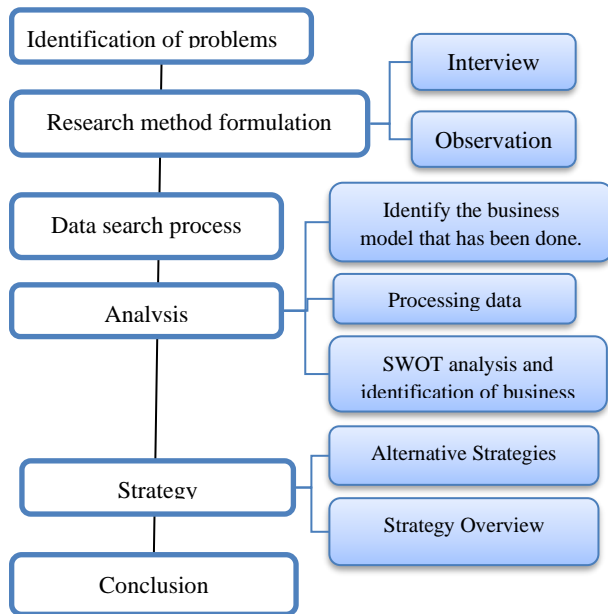 Identification of problems
Research method formulation
Interview
Observation
Data search process
Analysis
Identify the business
model that has been done.
Processing data
SWOT analysis and
identification of business
Strategy
Alternative Strategies
Strategy Overview
Conclusion